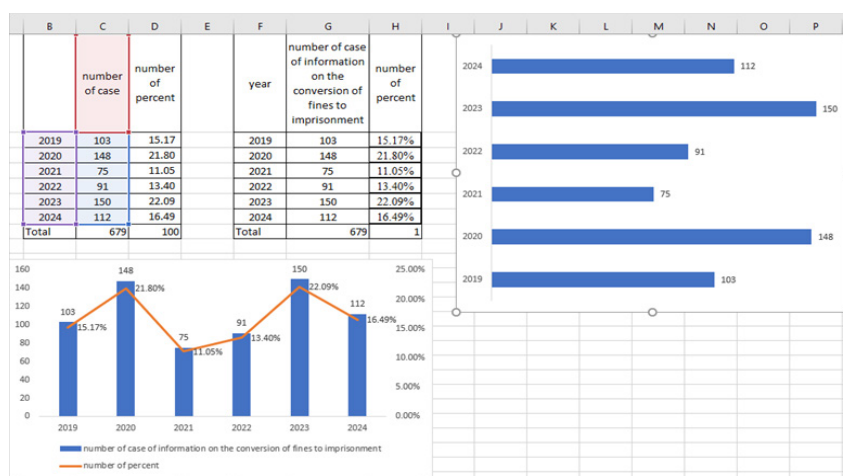 B C D E F G H I J K L M N O P
number of case
number of percent
year
number of case of information on the conversion of fines to imprisonment
number of percent
2019 103 15.17 2019 103 15.17%
2020 148 21.80 2020 148 21.80%
2021 75 11.05 2021 75 11.05%
2022 91 13.40 2022 91 13.40%
2023 150 22.09 2023 150 22.09%
2024 112 16.49 2024 112 16.49%
Total 679 100 Total 679 1
2024 112
2023 150
2022 91
2021 75
2020 148
2019 103
160
140
120
100
80
60
40
20
0
103 148 75 91 150 112
15.17% 21.80% 11.05% 13.40% 22.09% 16.49%
25.00%
20.00%
15.00%
10.00%
5.00%
0.00%
2019 2020 2021 2022 2023 2024
number of case of information on the conversion of fines to imprisonment
number of percent